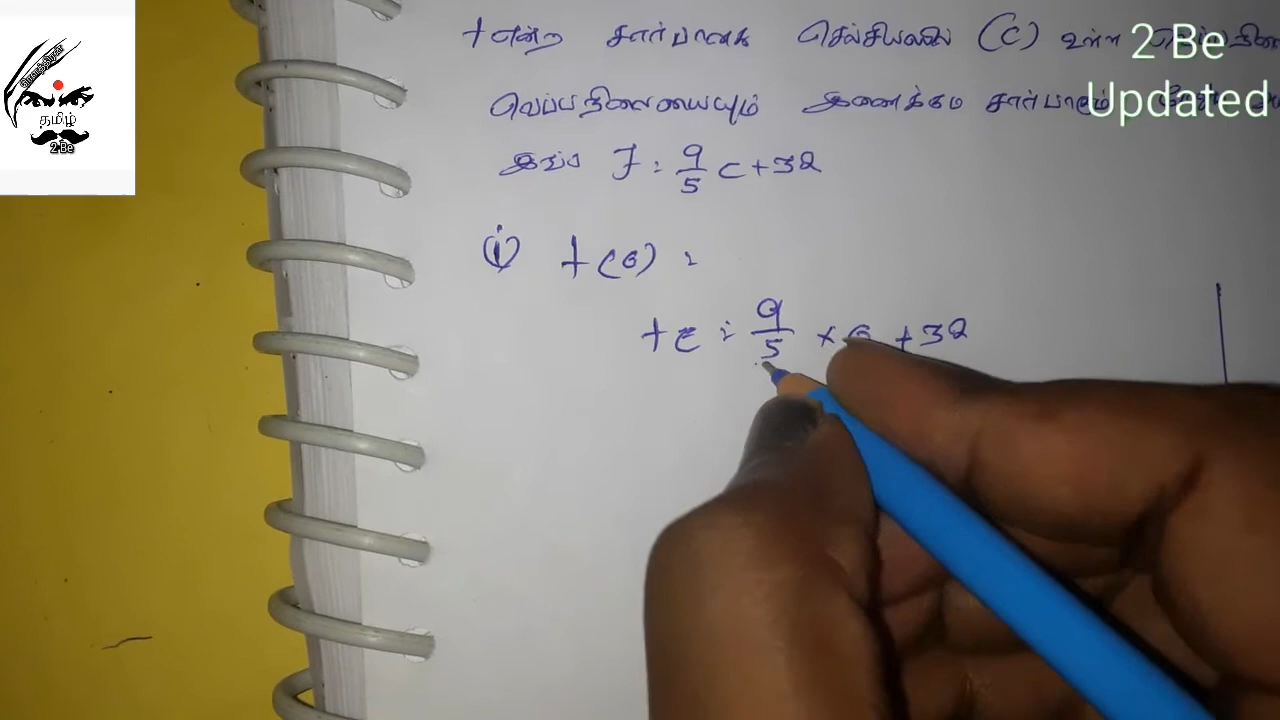 t என்ற சார்பானது செல்சியஸில் (C) உள்ள
வெப்பநிலையையும் இணைக்கும் சார்பாகும்
இங்கு F = 9/5 C + 32
(i) t(0) =
t c = 9/5 × 0 + 32
2 Be
Updated
தமிழ்
2 Be